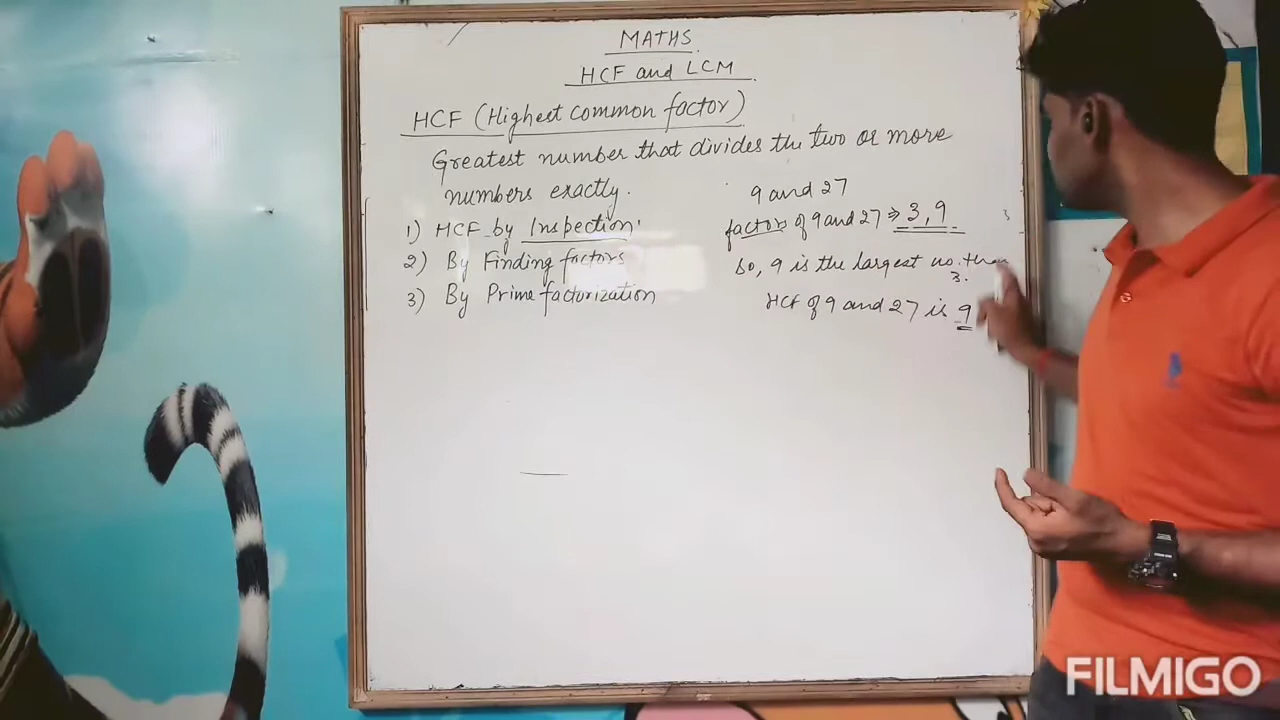 MATHS
HCF and LCM
HCF (Highest common factor)
Greatest number that divides the two or more
numbers exactly.
1) HCF by Inspection.
2) By Finding factors
3) By Prime factorization
9 and 27
factors of 9 and 27 ⇒ 3, 9
So, 9 is the largest no. than
3.
HCF of 9 and 27 is 9
FILMIGO